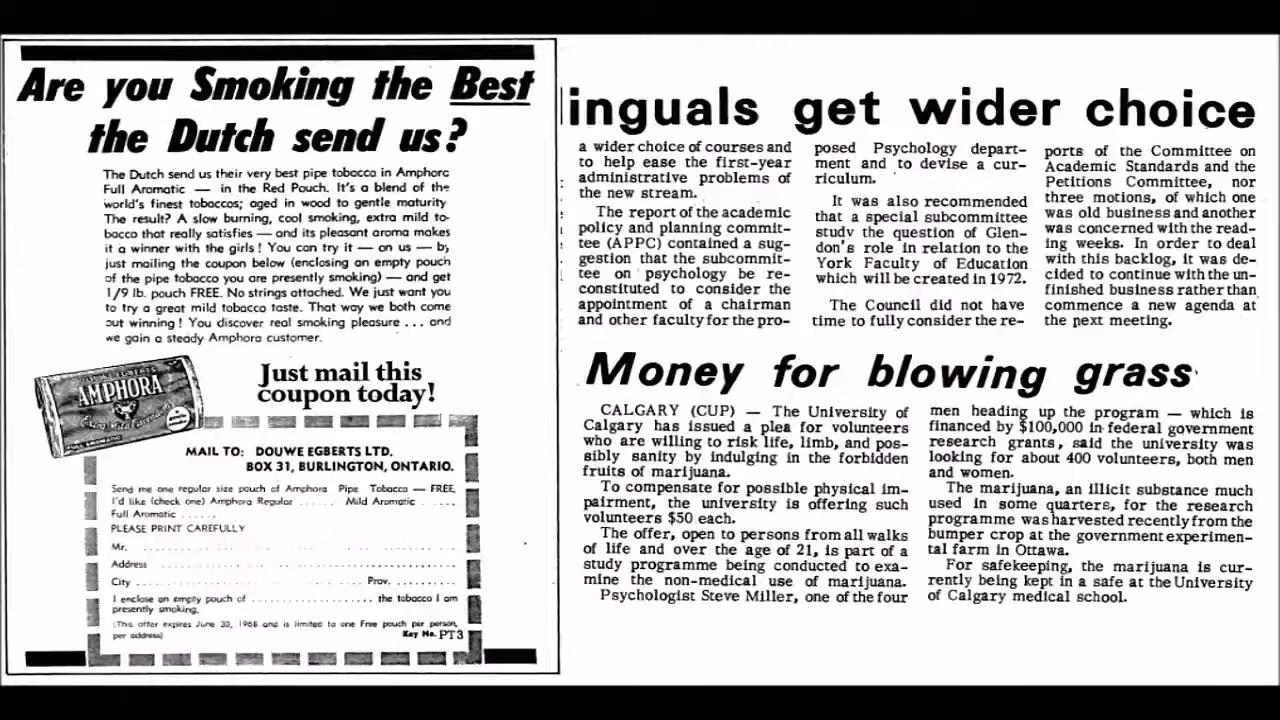 Are you Smoking the Best
the Dutch send us?
The Dutch send us their very best pipe tobacco in Amphora
Full Aromatic — in the Red Pouch. It's a blend of the
world's finest tobaccos; aged in wood to gentle maturity
The result? A slow burning, cool smoking, extra mild to-
bacco that really satisfies — and its pleasant aroma makes
it a winner with the girls! You can try it — on us — by
just mailing the coupon below (enclosing an empty pouch
of the pipe tobacco you are presently smoking) — and get
1/9 lb. pouch FREE. No strings attached. We just want you
to try a great mild tobacco taste. That way we both come
out winning! You discover real smoking pleasure . . . and
we gain a steady Amphora customer.
AMPHORA
Extra Mild Cavendish
FULL AROMATIC
Just mail this
coupon today!
MAIL TO: DOUWE EGBERTS LTD.
BOX 31, BURLINGTON, ONTARIO.
Send me one regular size pouch of Amphora Pipe Tobacco — FREE.
I'd like (check one) Amphora Regular ...... Mild Aromatic ......
Full Aromatic ......
PLEASE PRINT CAREFULLY
Mr. ......
Address ......
City ...... Prov. ......
I enclose an empty pouch of ...... the tobacco I am
presently smoking.
(This offer expires June 30, 1968 and is limited to one Free pouch per person,
per address) Key No. PT3
inguals get wider choice
a wider choice of courses and
to help ease the first-year
administrative problems of
the new stream.
The report of the academic
policy and planning commit-
tee (APPC) contained a sug-
gestion that the subcommit-
tee on psychology be re-
constituted to consider the
appointment of a chairman
and other faculty for the pro-
posed Psychology depart-
ment and to devise a cur-
riculum.
It was also recommended
that a special subcommittee
study the question of Glen-
don's role in relation to the
York Faculty of Education
which will be created in 1972.
The Council did not have
time to fully consider the re-
ports of the Committee on
Academic Standards and the
Petitions Committee, nor
three motions, of which one
was old business and another
was concerned with the read-
ing weeks. In order to deal
with this backlog, it was de-
cided to continue with the un-
finished business rather than
commence a new agenda at
the next meeting.
Money for blowing grass
CALGARY (CUP) — The University of
Calgary has issued a plea for volunteers
who are willing to risk life, limb, and pos-
sibly sanity by indulging in the forbidden
fruits of marijuana.
To compensate for possible physical im-
pairment, the university is offering such
volunteers $50 each.
The offer, open to persons from all walks
of life and over the age of 21, is part of a
study programme being conducted to exa-
mine the non-medical use of marijuana.
Psychologist Steve Miller, one of the four
men heading up the program — which is
financed by $100,000 in federal government
research grants, said the university was
looking for about 400 volunteers, both men
and women.
The marijuana, an illicit substance much
used in some quarters, for the research
programme was harvested recently from the
bumper crop at the government experimen-
tal farm in Ottawa.
For safekeeping, the marijuana is cur-
rently being kept in a safe at the University
of Calgary medical school.